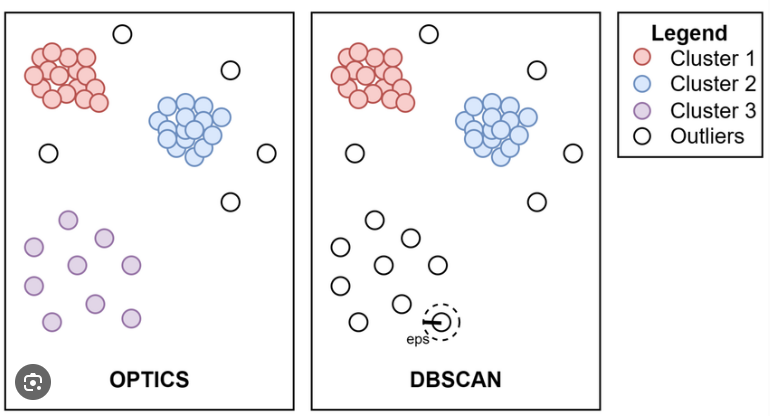 Legend
Cluster 1
Cluster 2
Cluster 3
Outliers
eps
OPTICS
DBSCAN